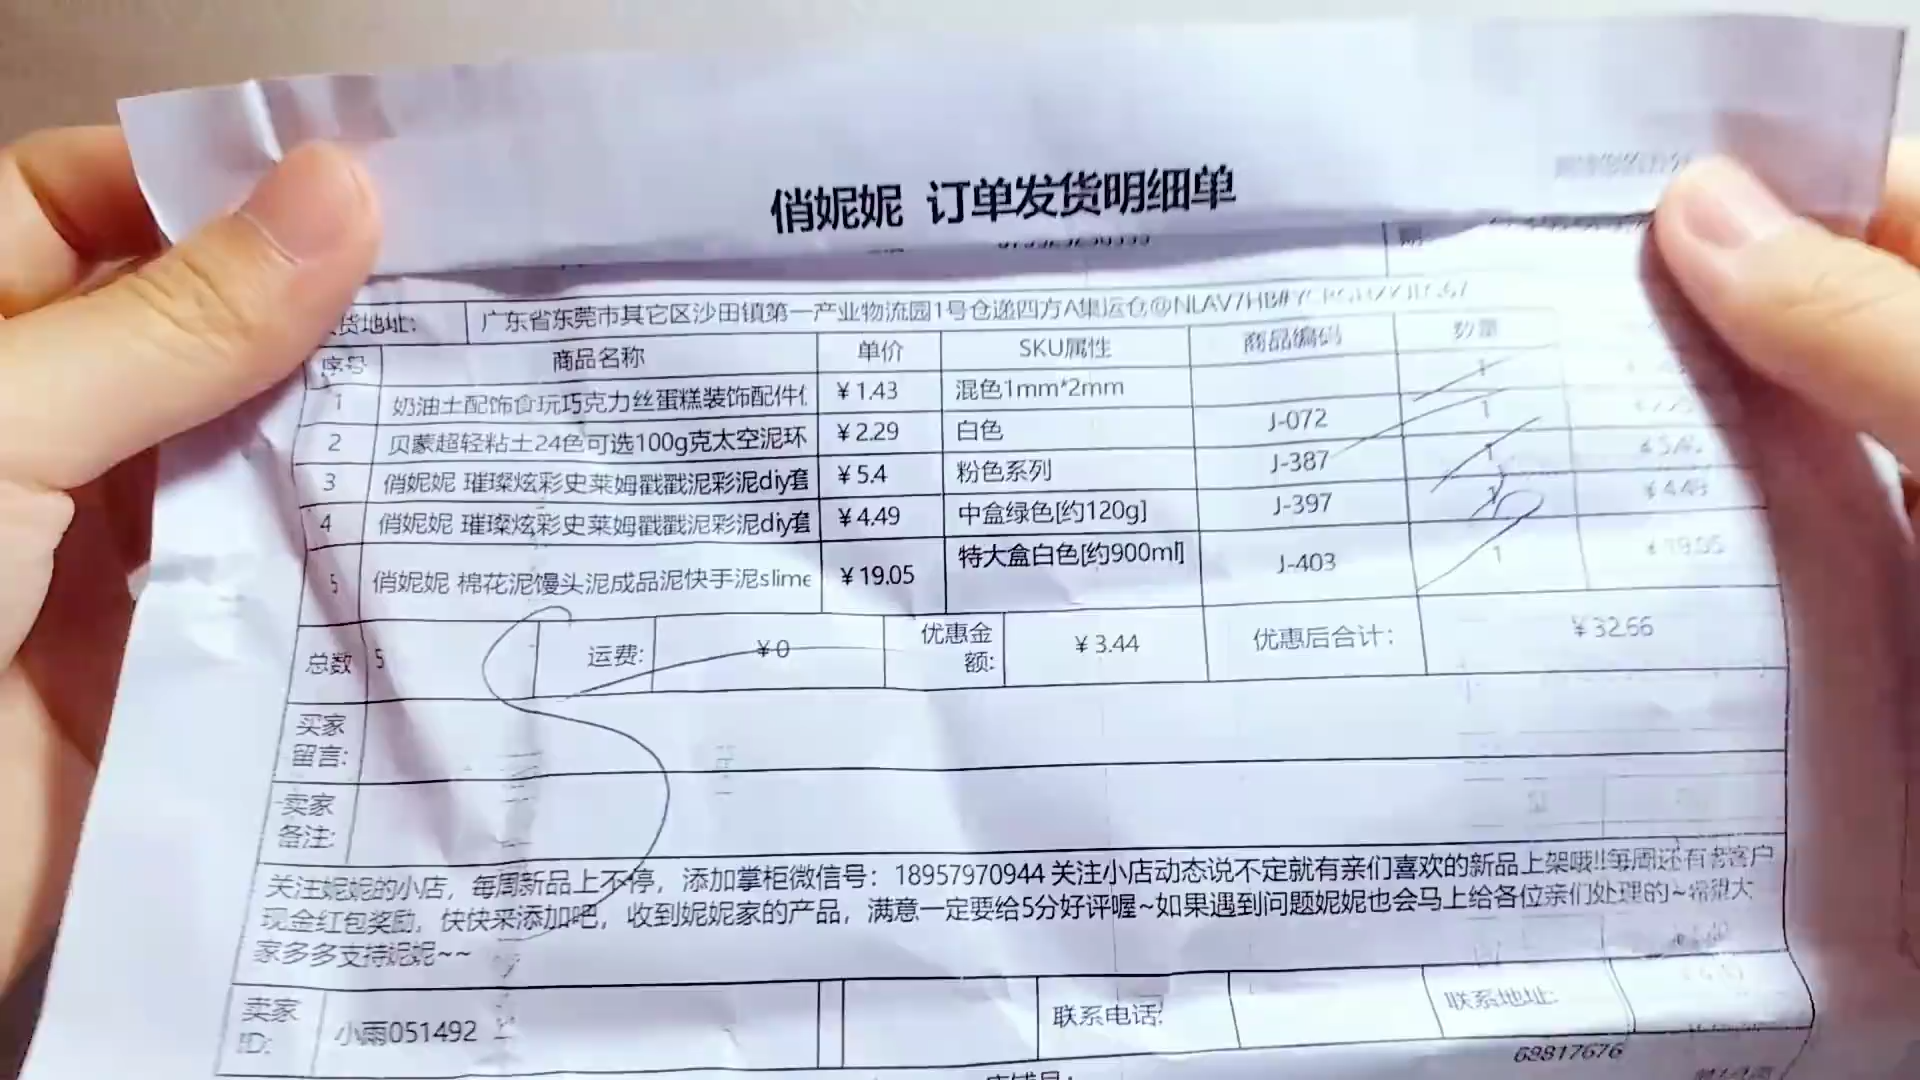 俏妮妮 订单发货明细单
货地址: 广东省东莞市其它区沙田镇第一产业物流园1号仓递四方A集运仓@NLAV7HB#
序号 商品名称 单价 SKU属性 商品编码 数量
1 奶油土配饰食玩巧克力丝蛋糕装饰配件 ¥1.43 混色1mm*2mm 1
2 贝蒙超轻粘土24色可选100g克太空泥环 ¥2.29 白色 J-072 1
3 俏妮妮 璀璨炫彩史莱姆戳戳泥彩泥diy套 ¥5.4 粉色系列 J-387 1
4 俏妮妮 璀璨炫彩史莱姆戳戳泥彩泥diy套 ¥4.49 中盒绿色[约120g] J-397 1 ¥4.49
5 俏妮妮 棉花泥馒头泥成品泥快手泥slime ¥19.05 特大盒白色[约900ml] J-403 1 ¥19.05
总数 5 运费: ¥0 优惠金额: ¥3.44 优惠后合计: ¥32.66
买家留言:
卖家备注:
关注妮妮的小店，每周新品上不停，添加掌柜微信号：18957970944 关注小店动态说不定就有亲们喜欢的新品上架哦!!每周还有老客户
现金红包奖励，快快来添加吧，收到妮妮家的产品，满意一定要给5分好评喔~如果遇到问题妮妮也会马上给各位亲们处理的~希望大
家多多支持妮妮~~
卖家ID: 小雨051492 联系电话: 联系地址:
69817676